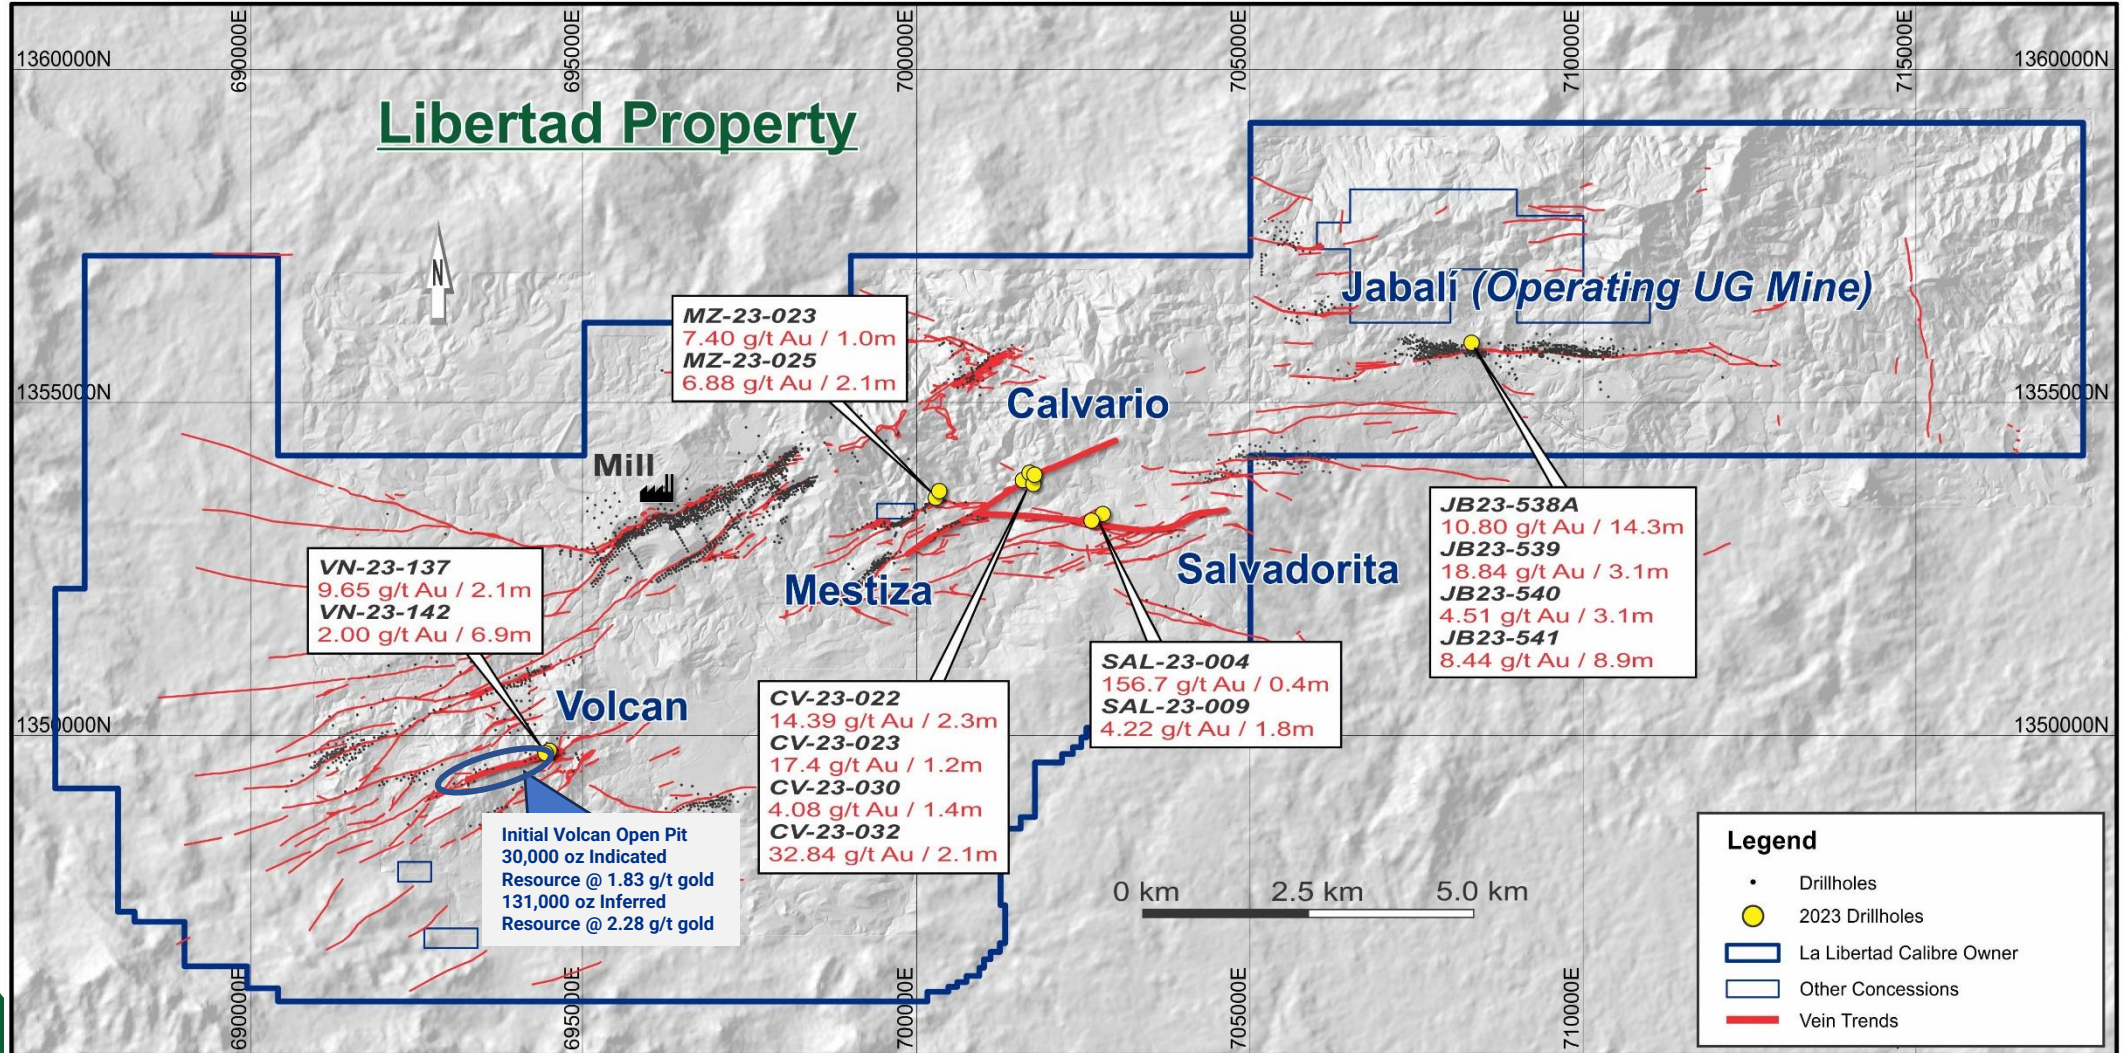 690000E
695000E
700000E
705000E
710000E
715000E
1360000N
1360000N
Libertad Property
N
Jabalí (Operating UG Mine)
MZ-23-023
7.40 g/t Au / 1.0m
MZ-23-025
6.88 g/t Au / 2.1m
1355000N
1355000N
Calvario
Mill
JB23-538A
10.80 g/t Au / 14.3m
JB23-539
18.84 g/t Au / 3.1m
JB23-540
4.51 g/t Au / 3.1m
JB23-541
8.44 g/t Au / 8.9m
VN-23-137
9.65 g/t Au / 2.1m
VN-23-142
2.00 g/t Au / 6.9m
Mestiza
Salvadorita
SAL-23-004
156.7 g/t Au / 0.4m
SAL-23-009
4.22 g/t Au / 1.8m
Volcan
CV-23-022
14.39 g/t Au / 2.3m
CV-23-023
17.4 g/t Au / 1.2m
CV-23-030
4.08 g/t Au / 1.4m
CV-23-032
32.84 g/t Au / 2.1m
1350000N
1350000N
Initial Volcan Open Pit
30,000 oz Indicated
Resource @ 1.83 g/t gold
131,000 oz Inferred
Resource @ 2.28 g/t gold
0 km 2.5 km 5.0 km
Legend
Drillholes
2023 Drillholes
La Libertad Calibre Owner
Other Concessions
Vein Trends
690000E
695000E
700000E
705000E
710000E